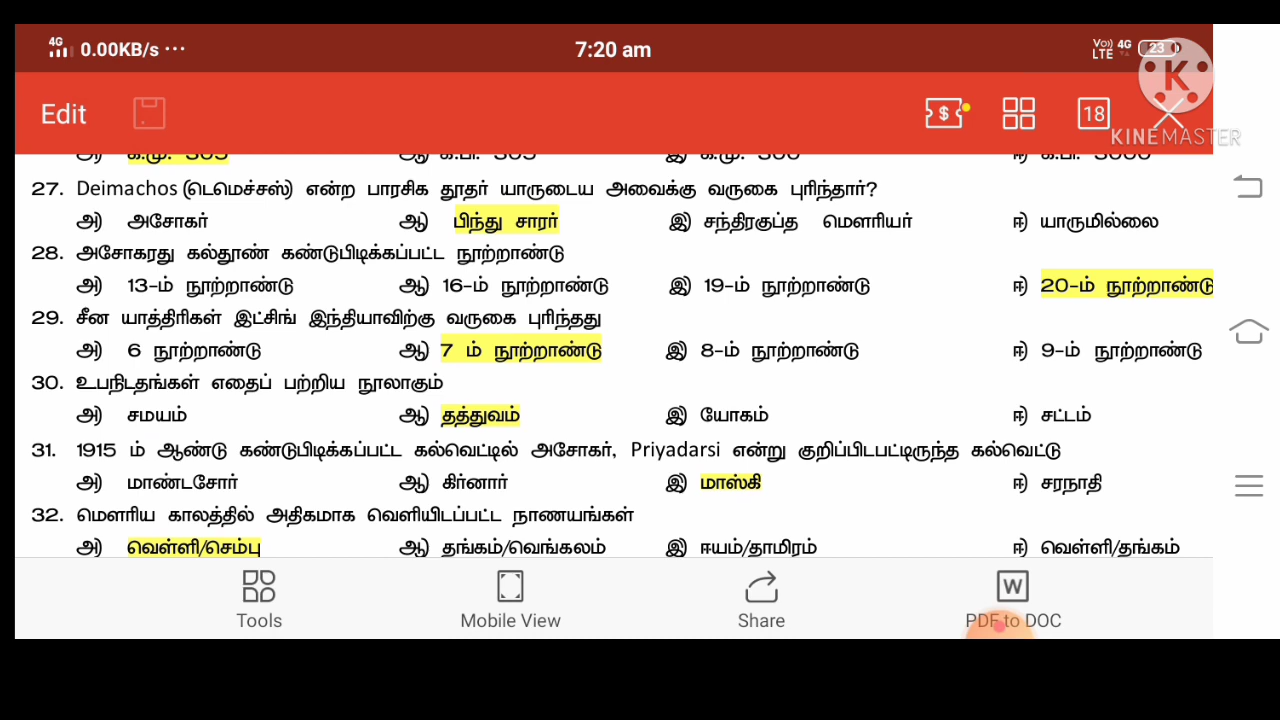 4G 0.00KB/s ··· 7:20 am Vo) LTE 4G 23
Edit $ 18
K
KINEMASTER
27. Deimachos (டெமெச்சஸ்) என்ற பாரசிக தூதர் யாருடைய அவைக்கு வருகை புரிந்தார்?
அ) அசோகர் ஆ) பிந்து சாரர் இ) சந்திரகுப்த மௌரியர் ஈ) யாருமில்லை
28. அசோகரது கல்தூண் கண்டுபிடிக்கப்பட்ட நூற்றாண்டு
அ) 13-ம் நூற்றாண்டு ஆ) 16-ம் நூற்றாண்டு இ) 19-ம் நூற்றாண்டு ஈ) 20-ம் நூற்றாண்டு
29. சீன யாத்திரிகள் இட்சிங் இந்தியாவிற்கு வருகை புரிந்தது
அ) 6 நூற்றாண்டு ஆ) 7 ம் நூற்றாண்டு இ) 8-ம் நூற்றாண்டு ஈ) 9-ம் நூற்றாண்டு
30. உபநிடதங்கள் எதைப் பற்றிய நூலாகும்
அ) சமயம் ஆ) தத்துவம் இ) யோகம் ஈ) சட்டம்
31. 1915 ம் ஆண்டு கண்டுபிடிக்கப்பட்ட கல்வெட்டில் அசோகர், Priyadarsi என்று குறிப்பிடபட்டிருந்த கல்வெட்டு
அ) மாண்டசோர் ஆ) கிர்னார் இ) மாஸ்கி ஈ) சரநாதி
32. மௌரிய காலத்தில் அதிகமாக வெளியிடப்பட்ட நாணயங்கள்
அ) வெள்ளி/செம்பு ஆ) தங்கம்/வெங்கலம் இ) ஈயம்/தாமிரம் ஈ) வெள்ளி/தங்கம்
W
Tools Mobile View Share PDF to DOC